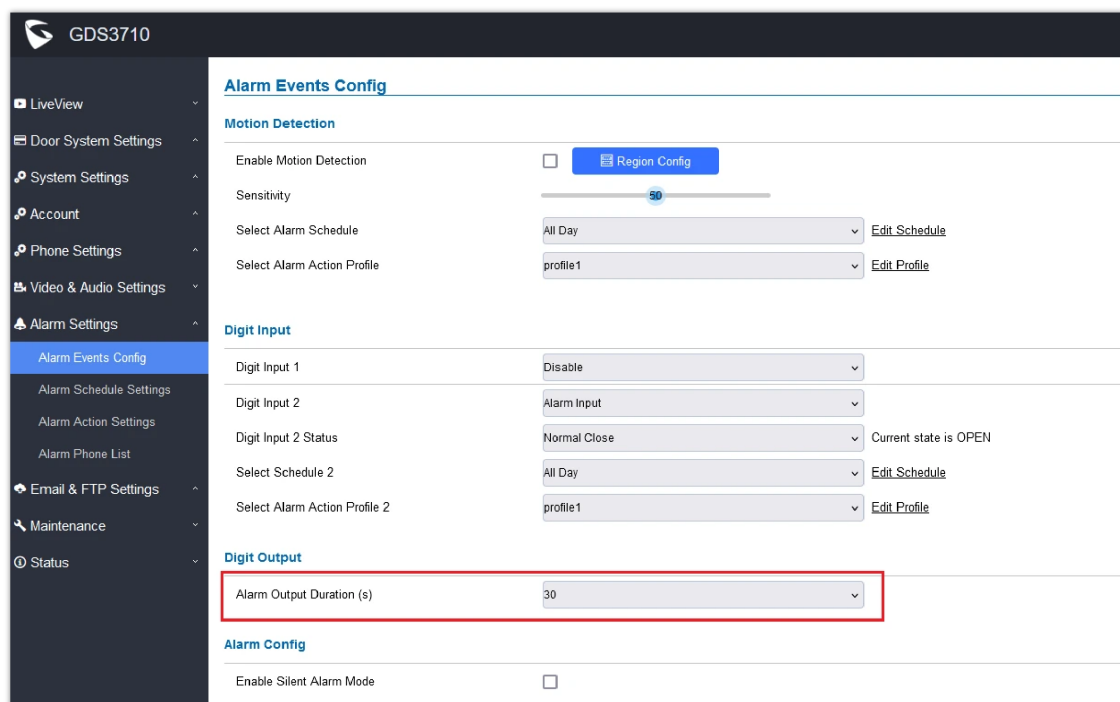 GDS3710
LiveView
Door System Settings
System Settings
Account
Phone Settings
Video & Audio Settings
Alarm Settings
Alarm Events Config
Alarm Schedule Settings
Alarm Action Settings
Alarm Phone List
Email & FTP Settings
Maintenance
Status
Alarm Events Config
Motion Detection
Enable Motion Detection Region Config
Sensitivity 50
Select Alarm Schedule All Day Edit Schedule
Select Alarm Action Profile profile1 Edit Profile
Digit Input
Digit Input 1 Disable
Digit Input 2 Alarm Input
Digit Input 2 Status Normal Close Current state is OPEN
Select Schedule 2 All Day Edit Schedule
Select Alarm Action Profile 2 profile1 Edit Profile
Digit Output
Alarm Output Duration (s) 30
Alarm Config
Enable Silent Alarm Mode